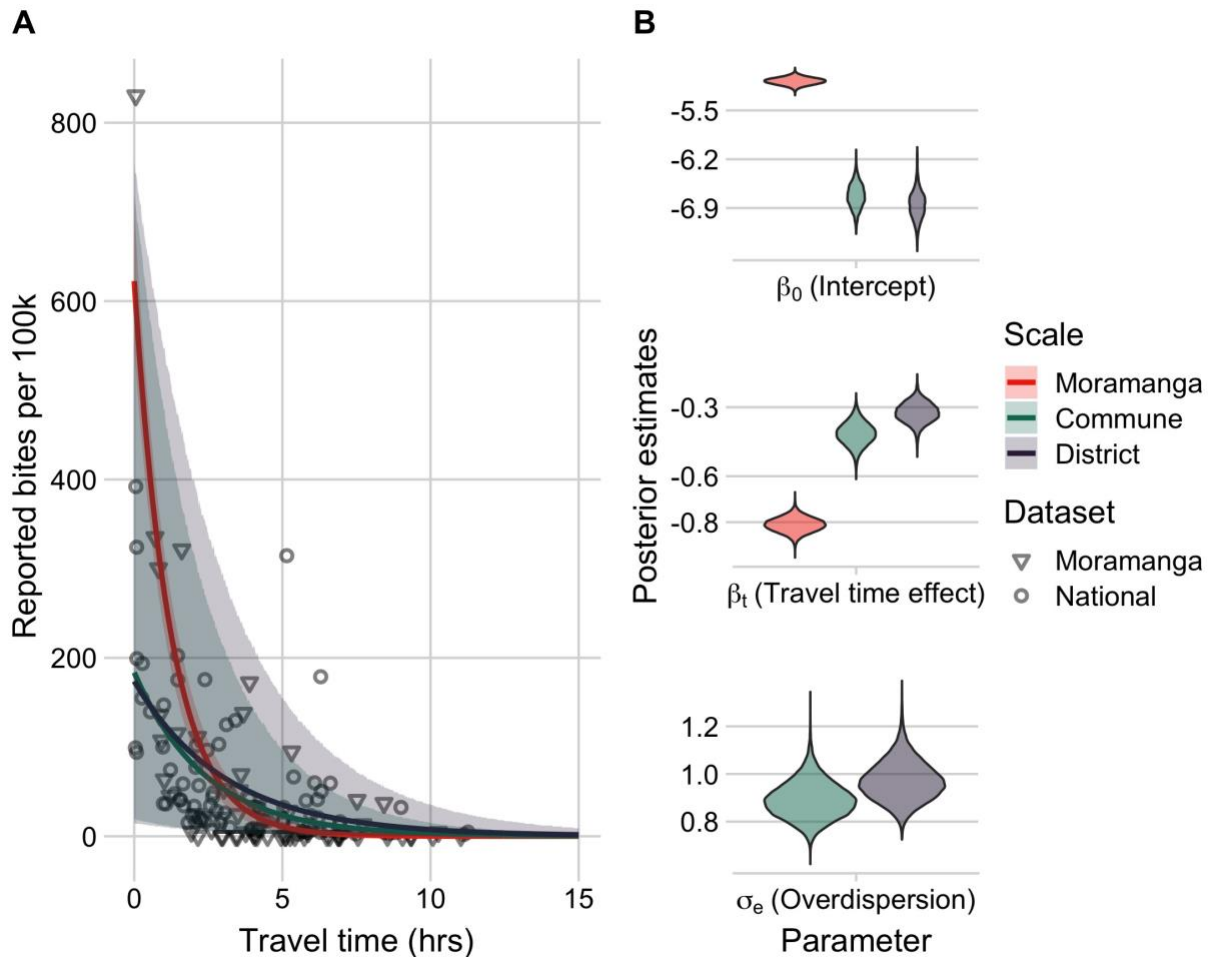 A
Reported bites per 100k
800
600
400
200
0
0 5 10 15
Travel time (hrs)
B
Posterior estimates
-5.5
-6.2
-6.9
β0 (Intercept)
-0.3
-0.6
-0.8
βt (Travel time effect)
1.2
1.0
0.8
σe (Overdispersion)
Parameter
Scale
Moramanga
Commune
District
Dataset
Moramanga
National